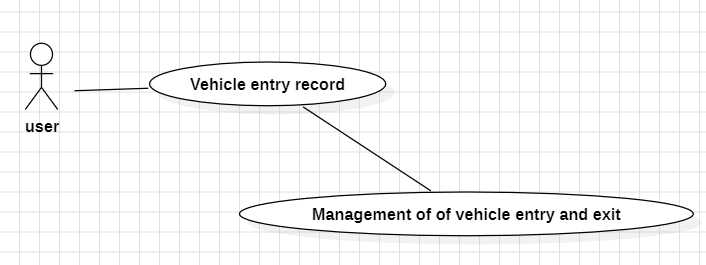 Vehicle entry record
user
Management of of vehicle entry and exit